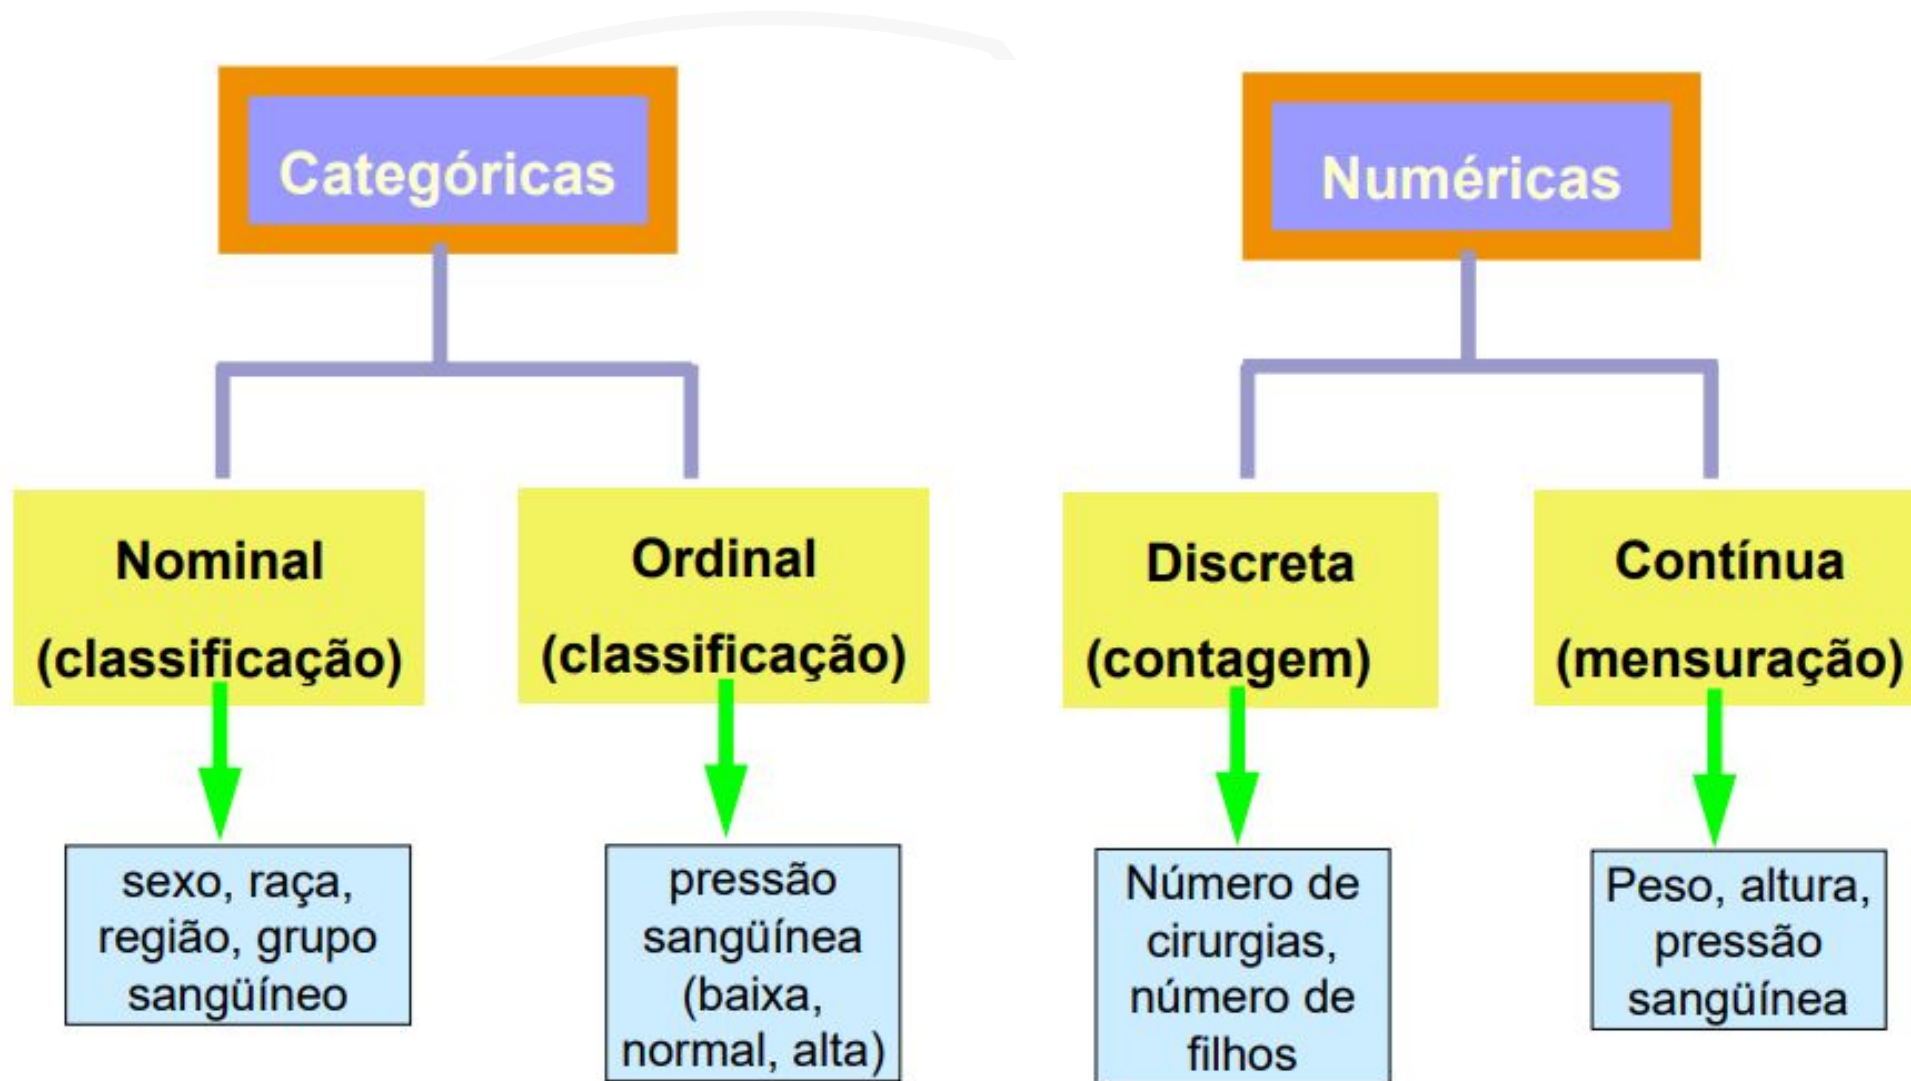 Categóricas
Numéricas
Nominal
(classificação)
Ordinal
(classificação)
Discreta
(contagem)
Contínua
(mensuração)
sexo, raça,
região, grupo
sangüíneo
pressão
sangüínea
(baixa,
normal, alta)
Número de
cirurgias,
número de
filhos
Peso, altura,
pressão
sangüínea